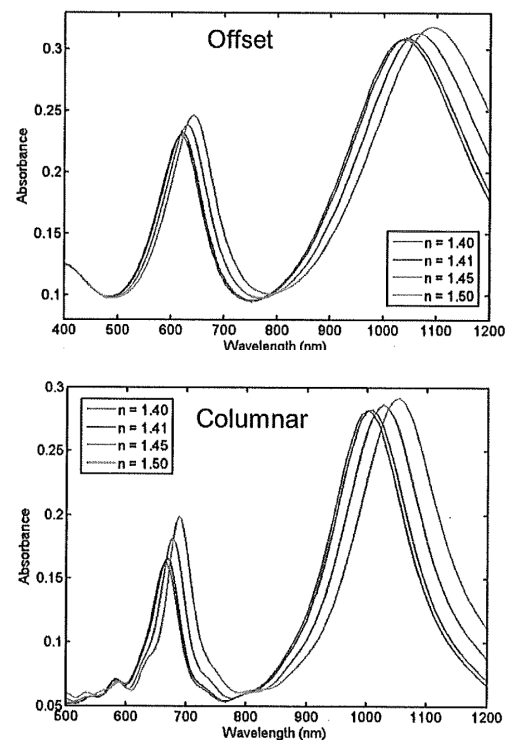 0.3
Offset
0.25
Absorbance
0.2
0.15
0.1
n = 1.40
n = 1.41
n = 1.45
n = 1.50
400 500 600 700 800 900 1000 1100 1200
Wavelength (nm)
0.3
n = 1.40
n = 1.41
n = 1.45
n = 1.50
Columnar
0.25
Absorbance
0.2
0.15
0.1
0.05
500 600 700 800 900 1000 1100 1200
Wavelength (nm)